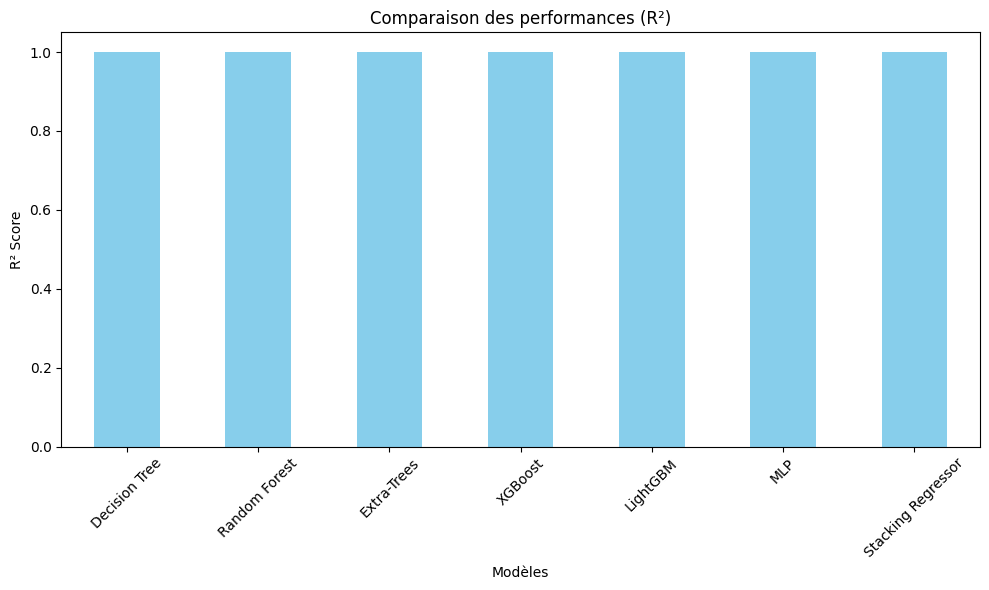 Comparaison des performances (R²)
R² Score
1.0
0.8
0.6
0.4
0.2
0.0
Decision Tree
Random Forest
Extra-Trees
XGBoost
LightGBM
MLP
Stacking Regressor
Modèles